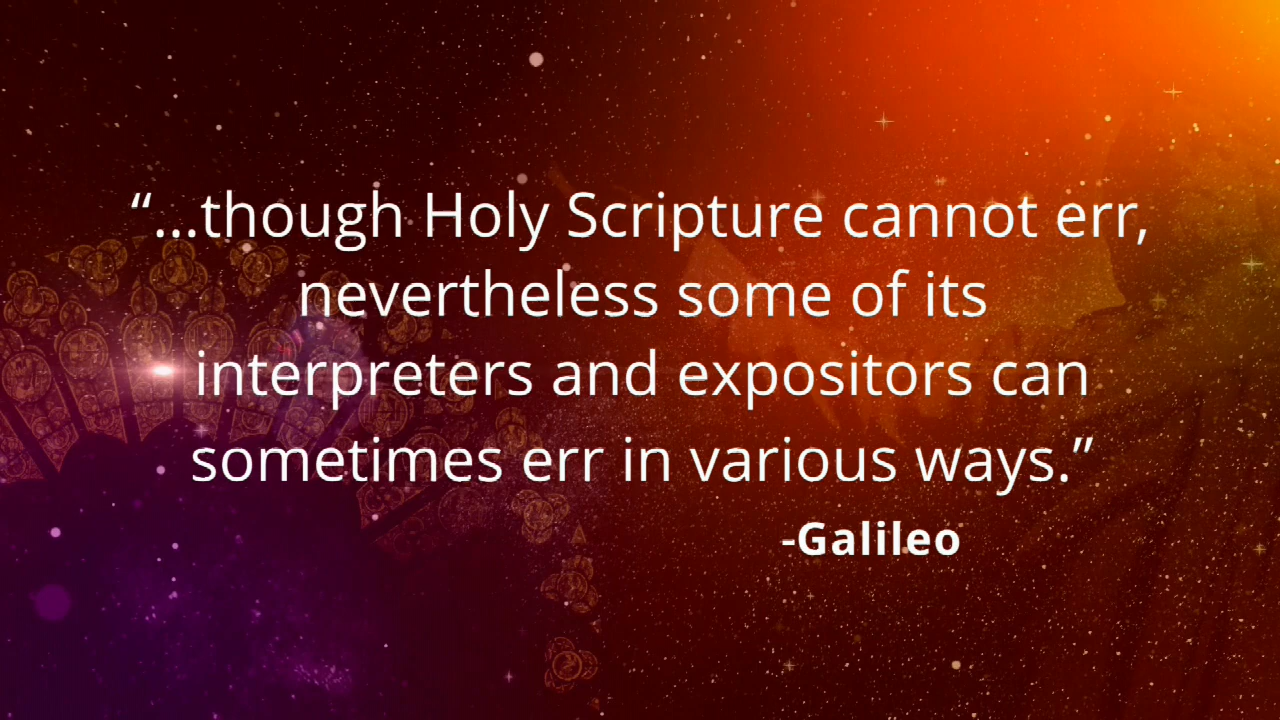 “...though Holy Scripture cannot err,
nevertheless some of its
interpreters and expositors can
sometimes err in various ways.”
-Galileo